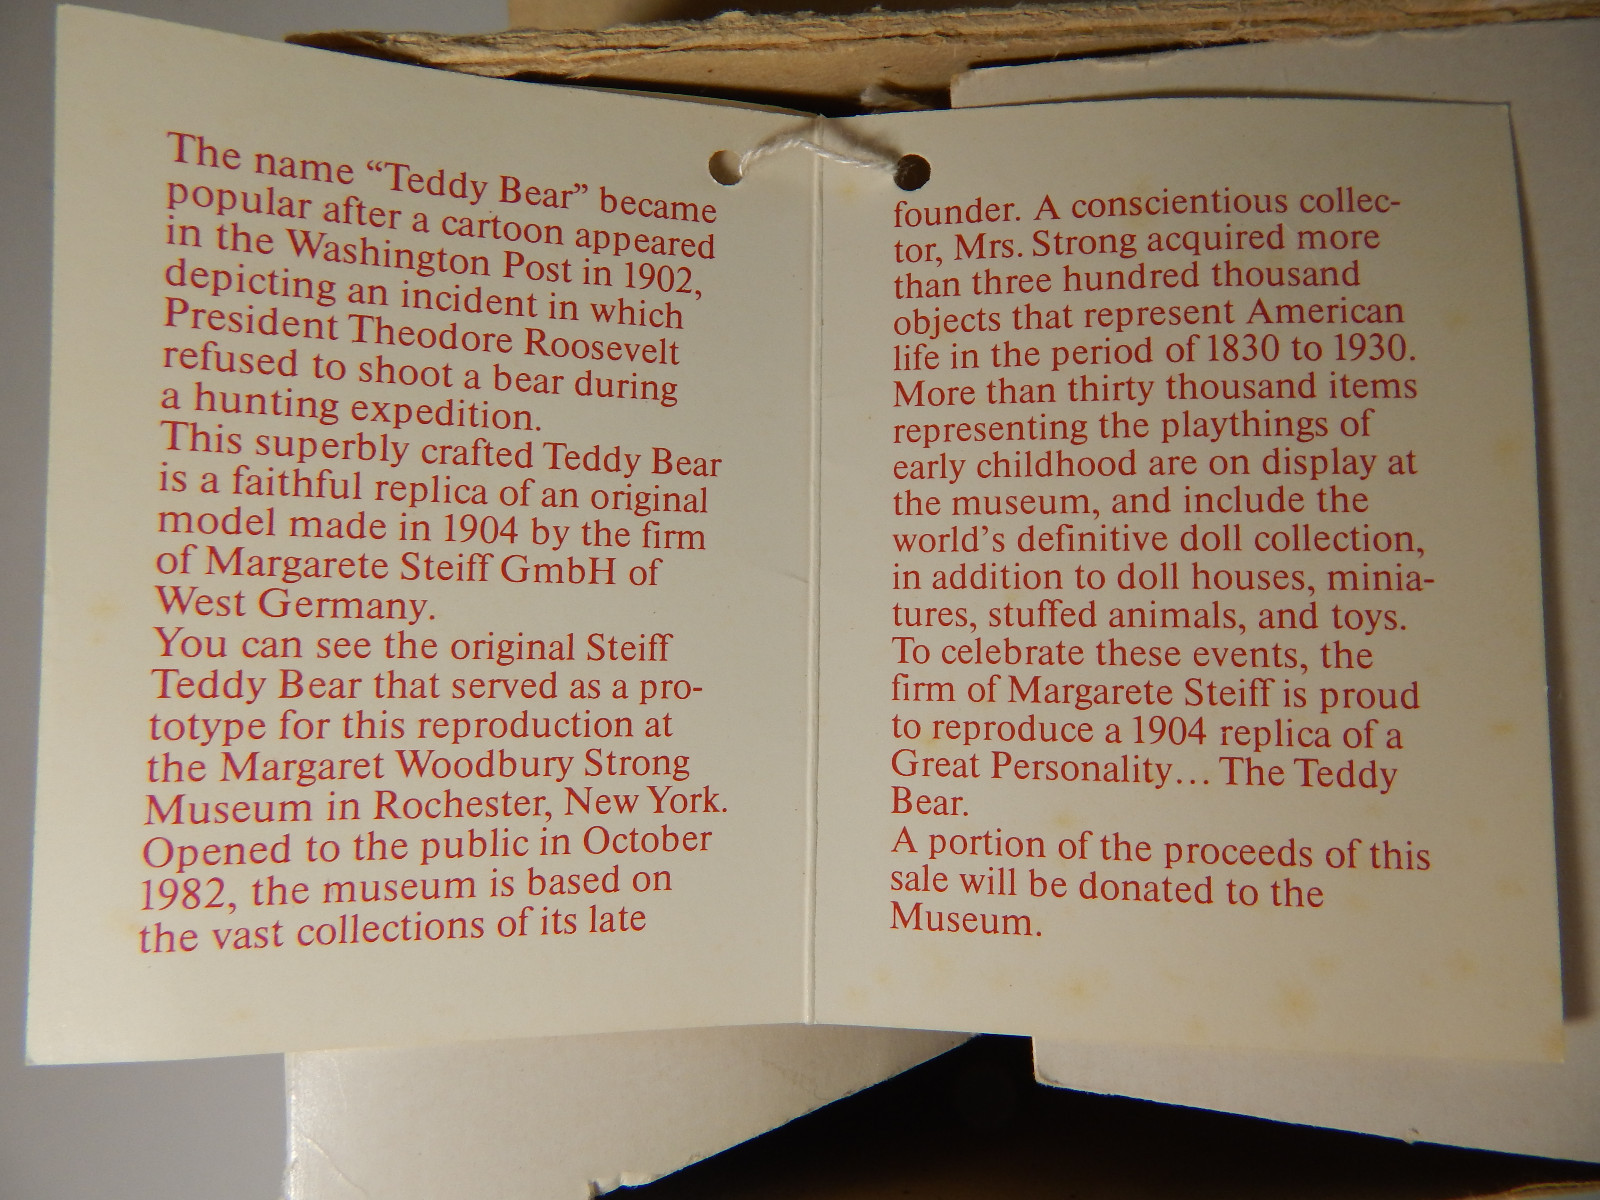 The name “Teddy Bear” became
popular after a cartoon appeared
in the Washington Post in 1902,
depicting an incident in which
President Theodore Roosevelt
refused to shoot a bear during
a hunting expedition.
This superbly crafted Teddy Bear
is a faithful replica of an original
model made in 1904 by the firm
of Margarete Steiff GmbH of
West Germany.
You can see the original Steiff
Teddy Bear that served as a pro-
totype for this reproduction at
the Margaret Woodbury Strong
Museum in Rochester, New York.
Opened to the public in October
1982, the museum is based on
the vast collections of its late
founder. A conscientious collec-
tor, Mrs. Strong acquired more
than three hundred thousand
objects that represent American
life in the period of 1830 to 1930.
More than thirty thousand items
representing the playthings of
early childhood are on display at
the museum, and include the
world’s definitive doll collection,
in addition to doll houses, minia-
tures, stuffed animals, and toys.
To celebrate these events, the
firm of Margarete Steiff is proud
to reproduce a 1904 replica of a
Great Personality... The Teddy
Bear.
A portion of the proceeds of this
sale will be donated to the
Museum.